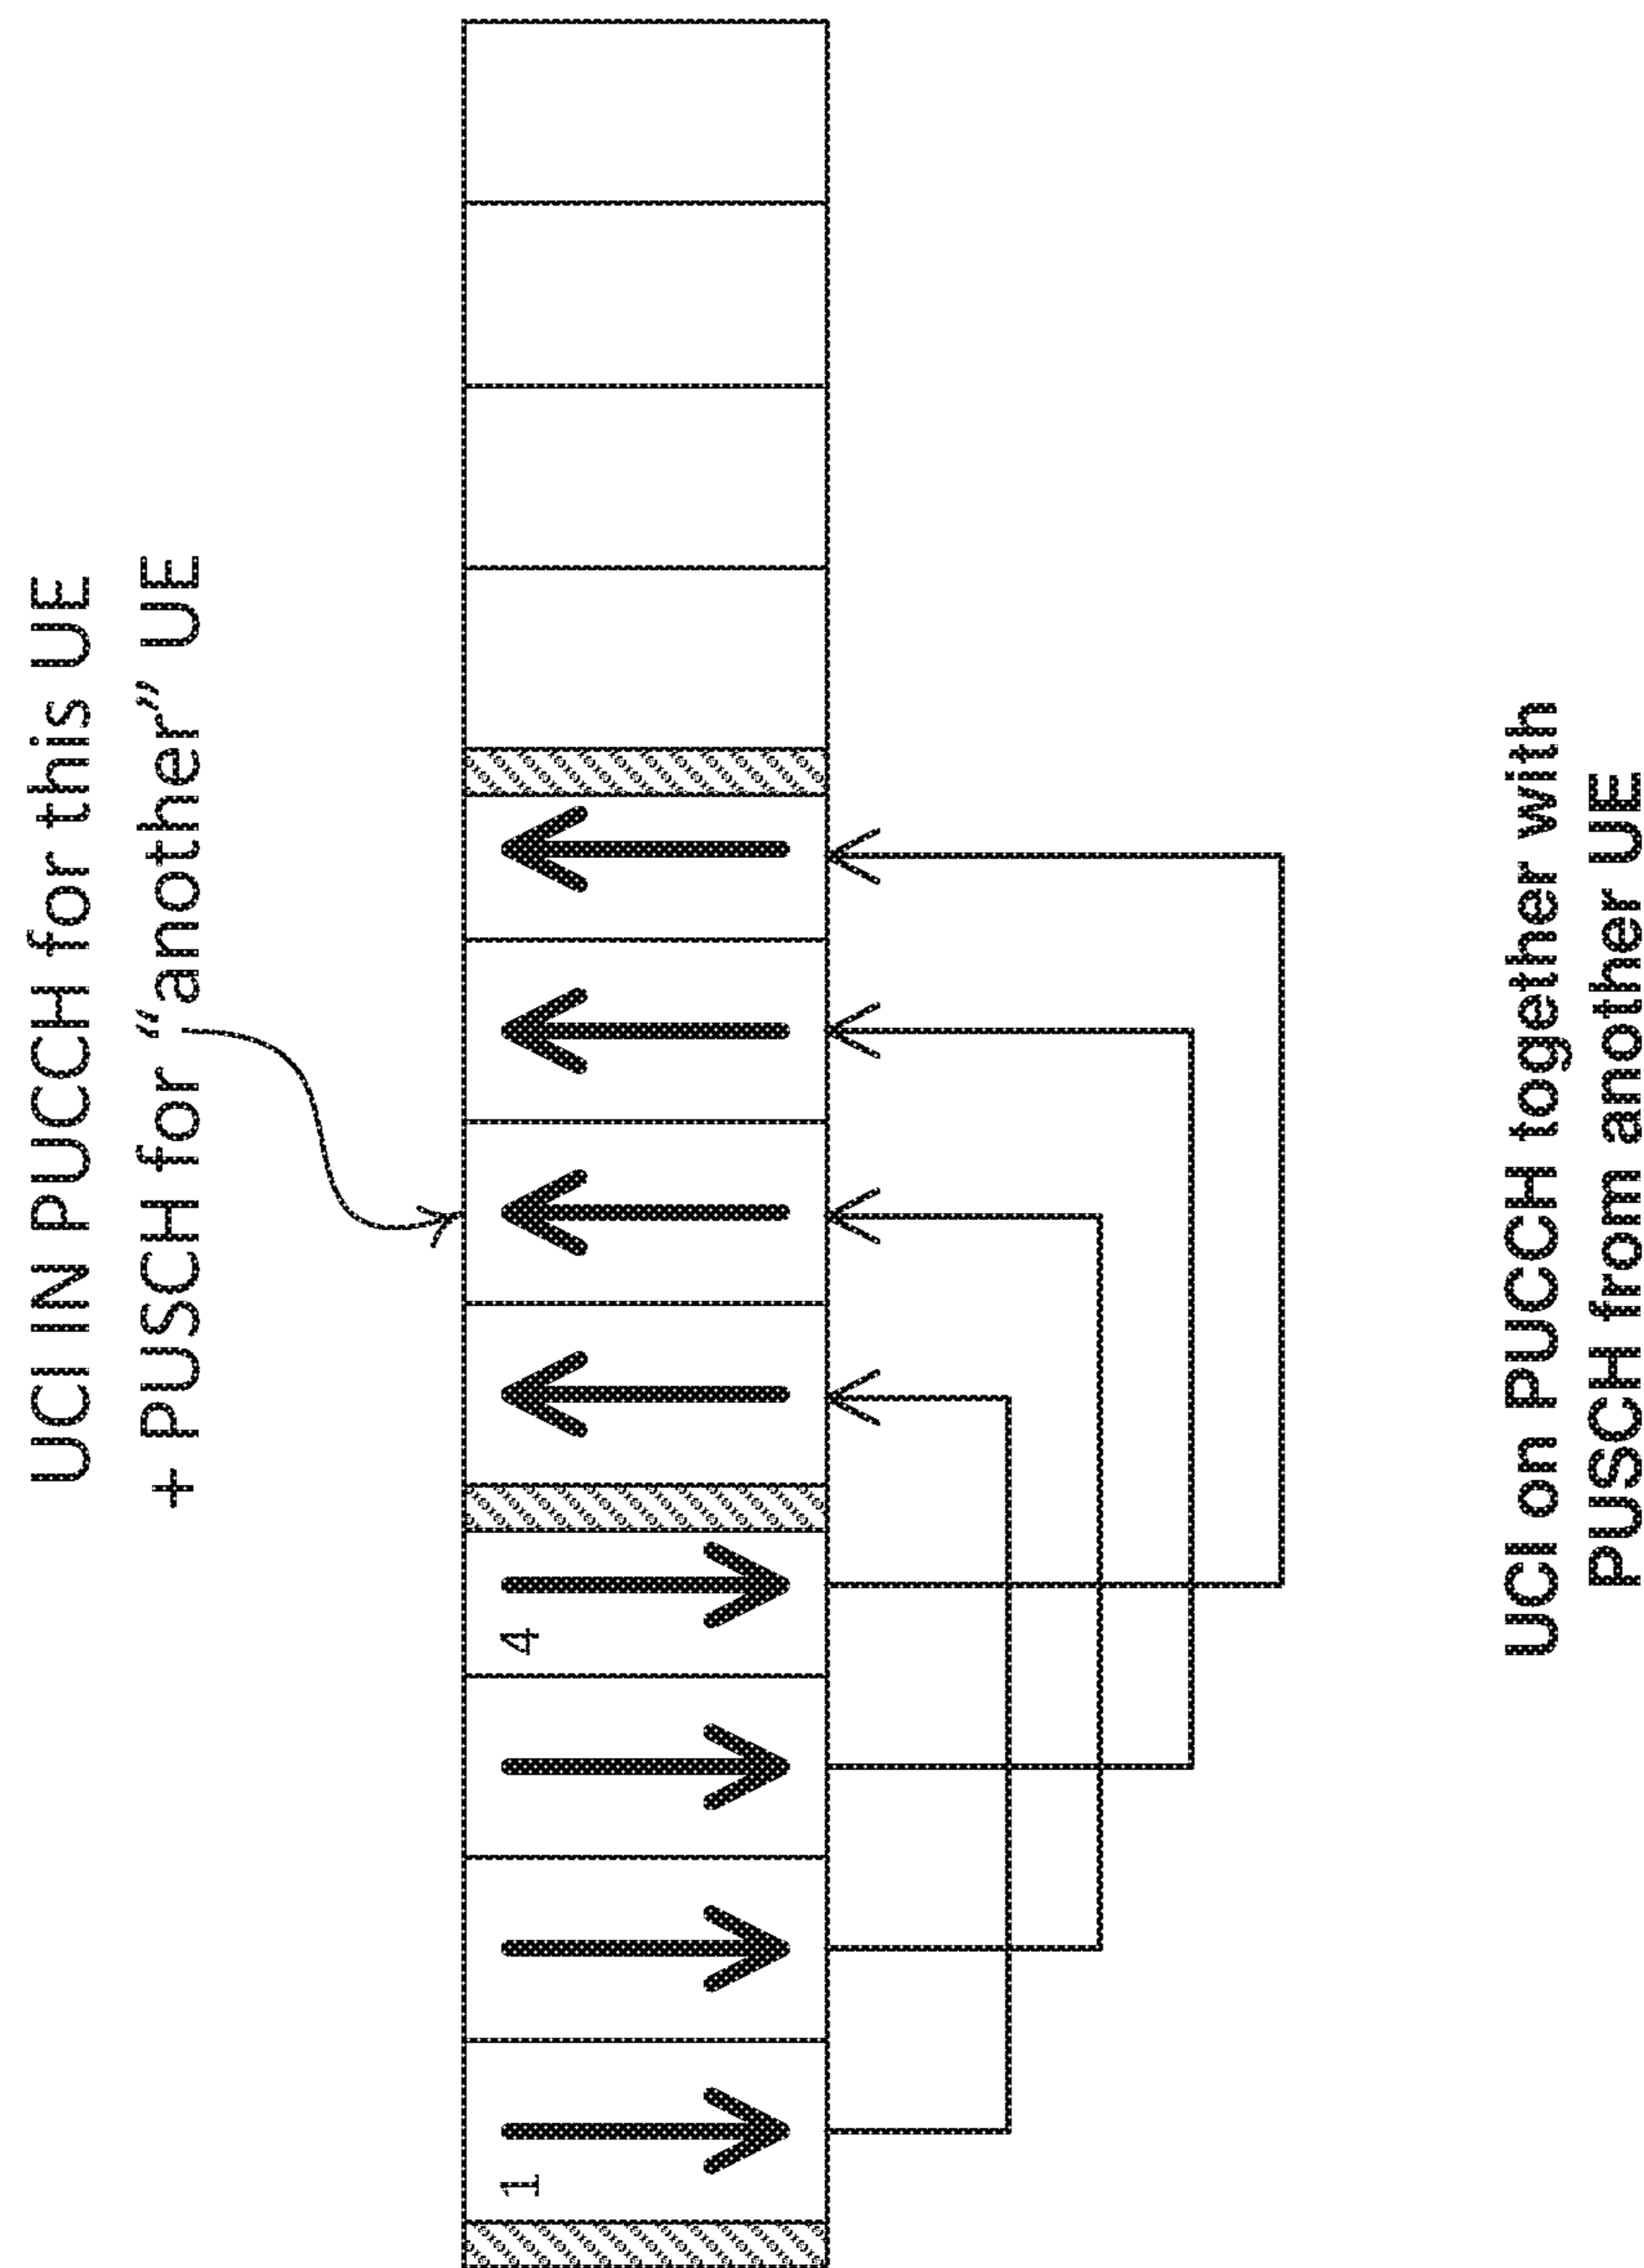 UCI IN PUCCH for this UE
+ PUSCH for “another” UE
1
4
UCI on PUCCH together with
PUSCH from another UE